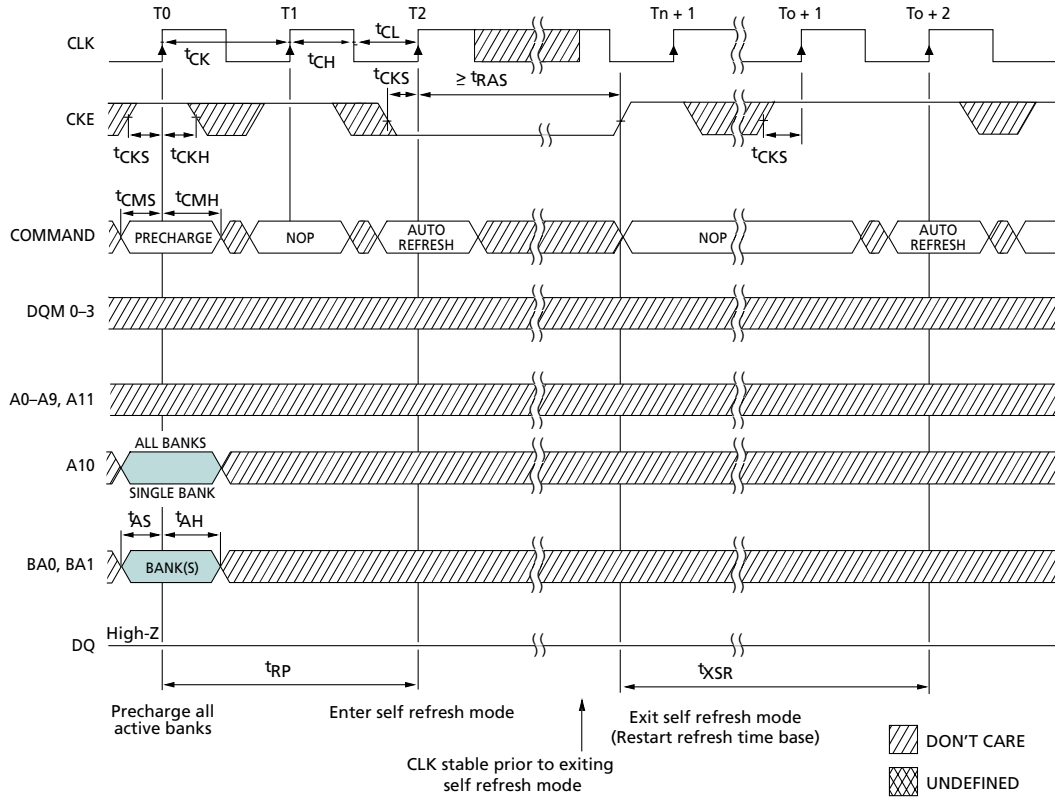 T0 T1 T2 Tn + 1 To + 1 To + 2
CLK
tCK tCH tCL
tCKS ≥ tRAS
CKE
tCKS tCKH tCKS
tCMS tCMH
COMMAND PRECHARGE NOP AUTO REFRESH NOP AUTO REFRESH
DQM 0–3
A0–A9, A11
ALL BANKS
A10
SINGLE BANK
tAS tAH
BA0, BA1 BANK(S)
High-Z
DQ
tRP tXSR
Precharge all
active banks
Enter self refresh mode
CLK stable prior to exiting
self refresh mode
Exit self refresh mode
(Restart refresh time base)
DON'T CARE
UNDEFINED